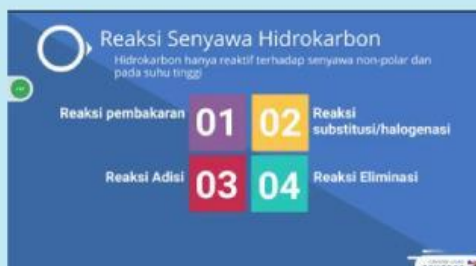 Reaksi Senyawa Hidrokarbon
Hidrokarbon hanya reaktif terhadap senyawa non-polar dan
pada suhu tinggi
Reaksi pembakaran
01
02
Reaksi
substitusi/halogenasi
Reaksi Adisi
03
04
Reaksi Eliminasi